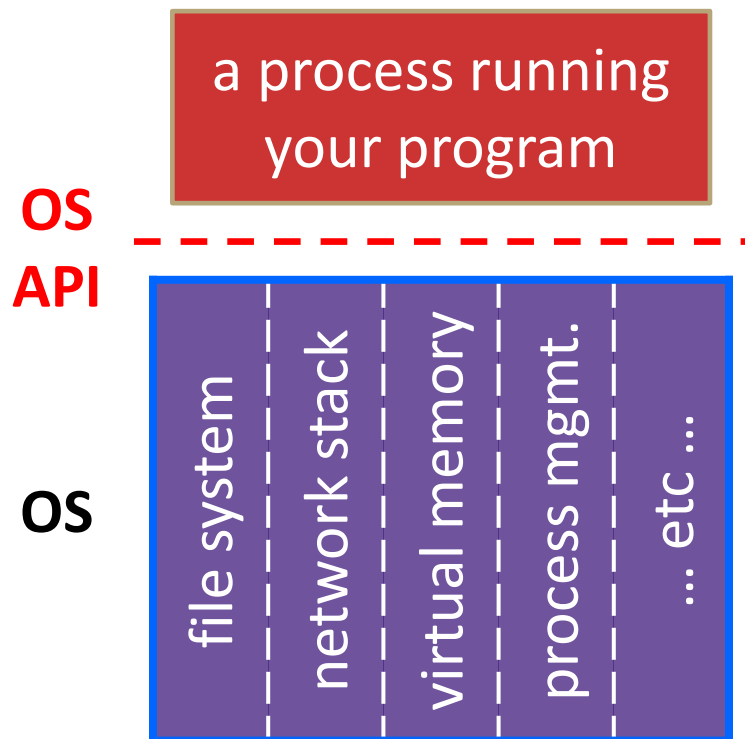 a process running
your program
OS
API
OS
file system
network stack
virtual memory
process mgmt.
... etc ...